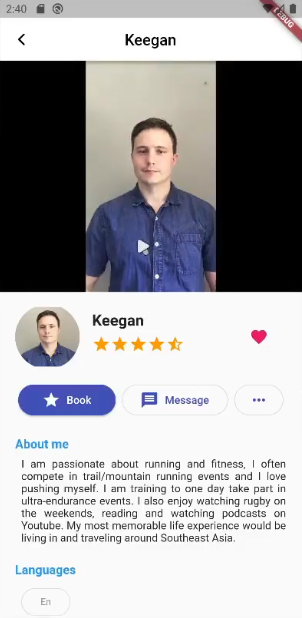 2:40
DEBUG
Keegan
Keegan
Book
Message
About me
I am passionate about running and fitness, I often
compete in trail/mountain running events and I love
pushing myself. I am training to one day take part in
ultra-endurance events. I also enjoy watching rugby on
the weekends, reading and watching podcasts on
Youtube. My most memorable life experience would be
living in and traveling around Southeast Asia.
Languages
En